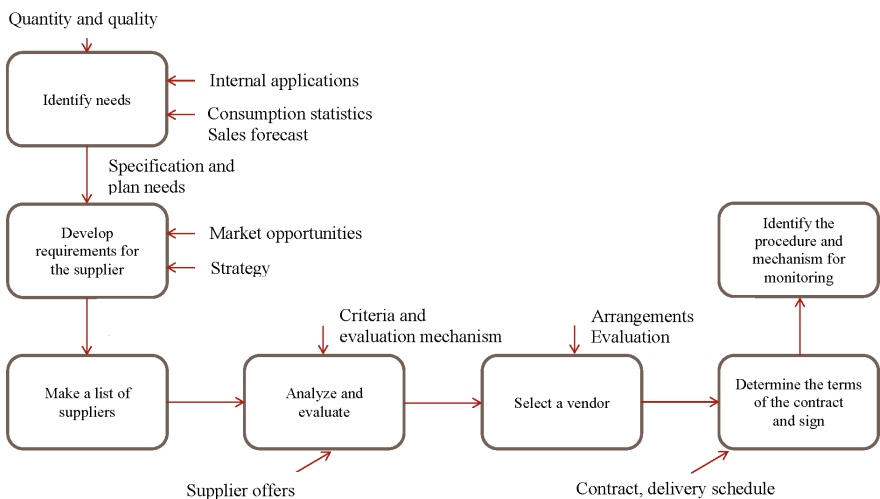 Quantity and quality
Identify needs
Internal applications
Consumption statistics
Sales forecast
Specification and
plan needs
Develop
requirements for
the supplier
Market opportunities
Strategy
Identify the
procedure and
mechanism for
monitoring
Criteria and
evaluation mechanism
Arrangements
Evaluation
Make a list of
suppliers
Analyze and
evaluate
Select a vendor
Determine the terms
of the contract
and sign
Supplier offers
Contract, delivery schedule